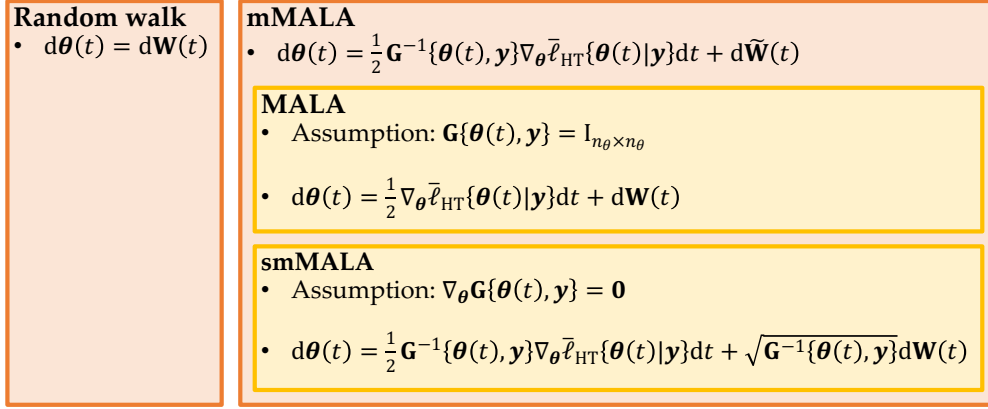 Random walk
• d𝜽(𝑡) = d𝐖(𝑡)
mMALA
• d𝜽(𝑡) = ½ 𝐆⁻¹{𝜽(𝑡), 𝒚}∇_𝜽 ℓ̅_HT{𝜽(𝑡)|𝒚}d𝑡 + d𝐖̃(𝑡)
MALA
• Assumption: 𝐆{𝜽(𝑡), 𝒚} = I_{𝑛_𝜃×𝑛_𝜃}
• d𝜽(𝑡) = ½ ∇_𝜽 ℓ̅_HT{𝜽(𝑡)|𝒚}d𝑡 + d𝐖(𝑡)
smMALA
• Assumption: ∇_𝜽 𝐆{𝜽(𝑡), 𝒚} = 𝟎
• d𝜽(𝑡) = ½ 𝐆⁻¹{𝜽(𝑡), 𝒚}∇_𝜽 ℓ̅_HT{𝜽(𝑡)|𝒚}d𝑡 + √(𝐆⁻¹{𝜽(𝑡), 𝒚})d𝐖(𝑡)